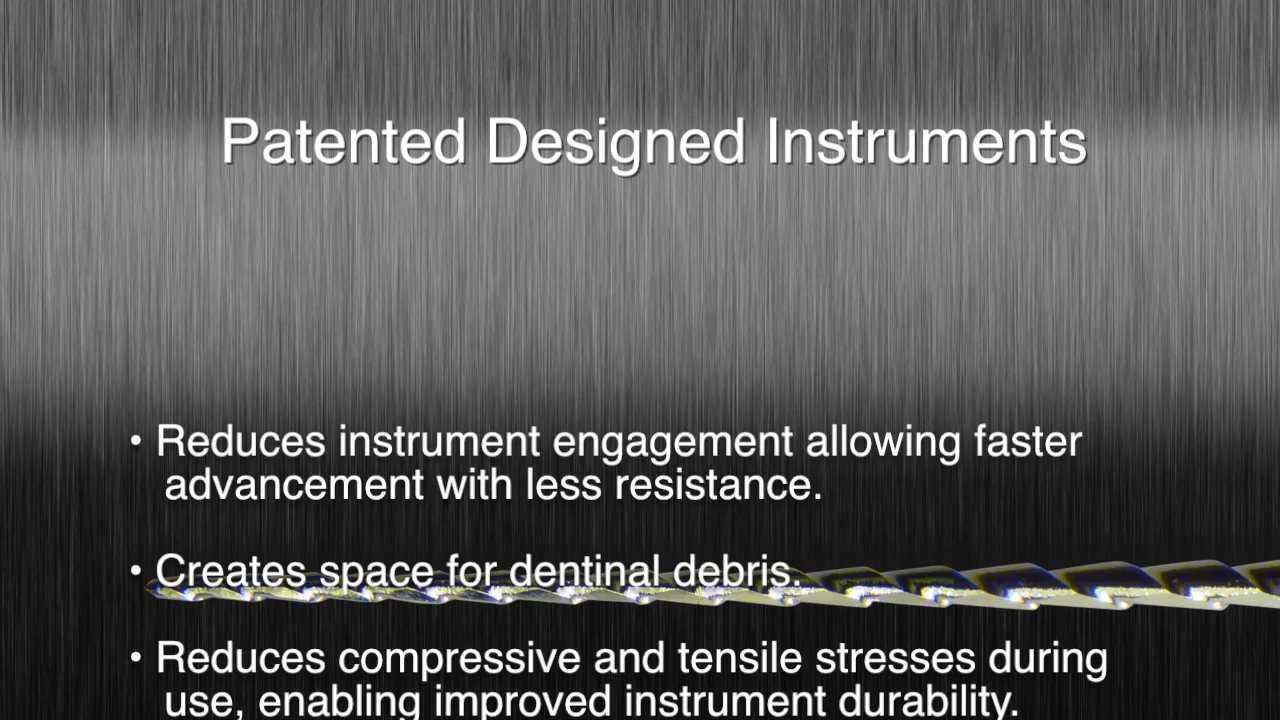 Patented Designed Instruments
• Reduces instrument engagement allowing faster
advancement with less resistance.
• Creates space for dentinal debris.
• Reduces compressive and tensile stresses during
use, enabling improved instrument durability.